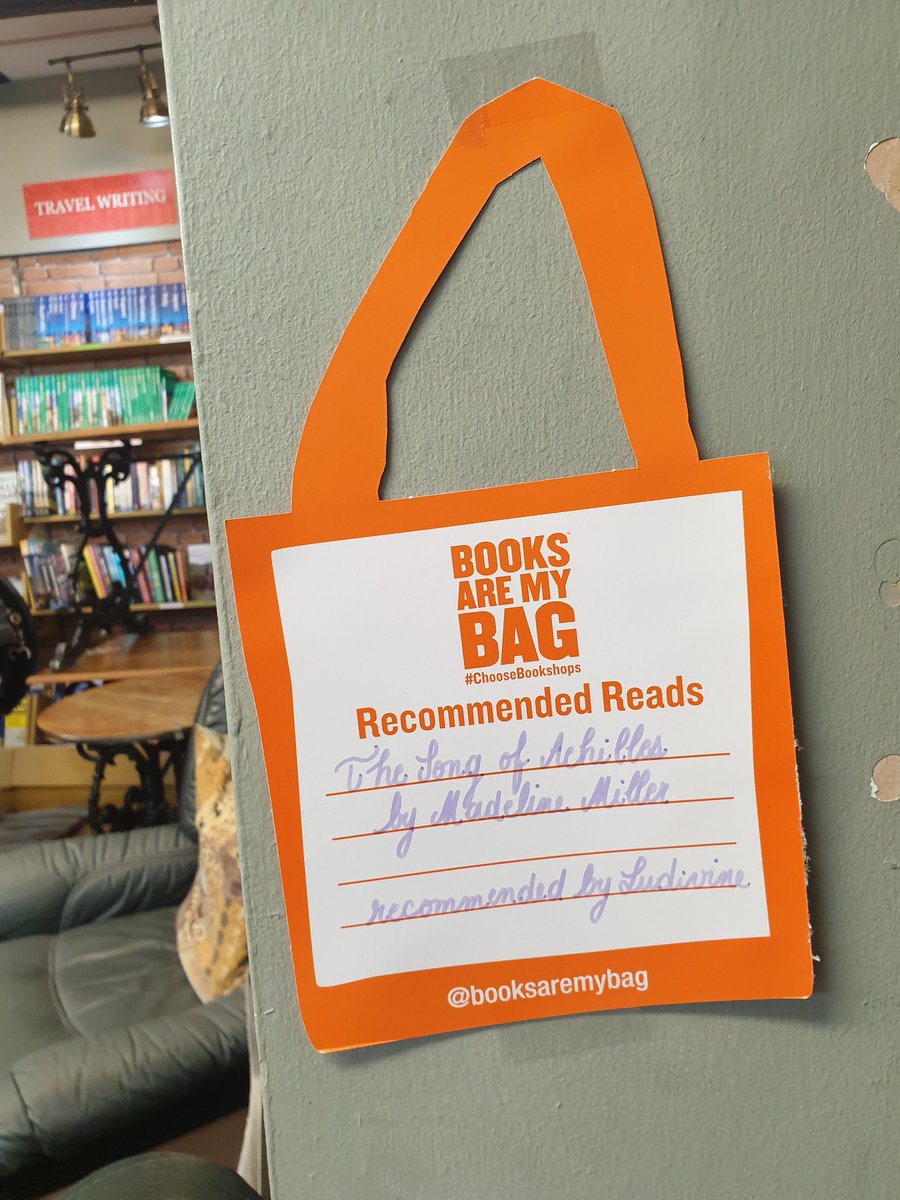 TRAVEL WRITING
BOOKS
ARE MY
BAG
#ChooseBookshops
Recommended Reads
The Song of Achilles
by Madeline Miller
recommended by Ludivine
@booksaremybag